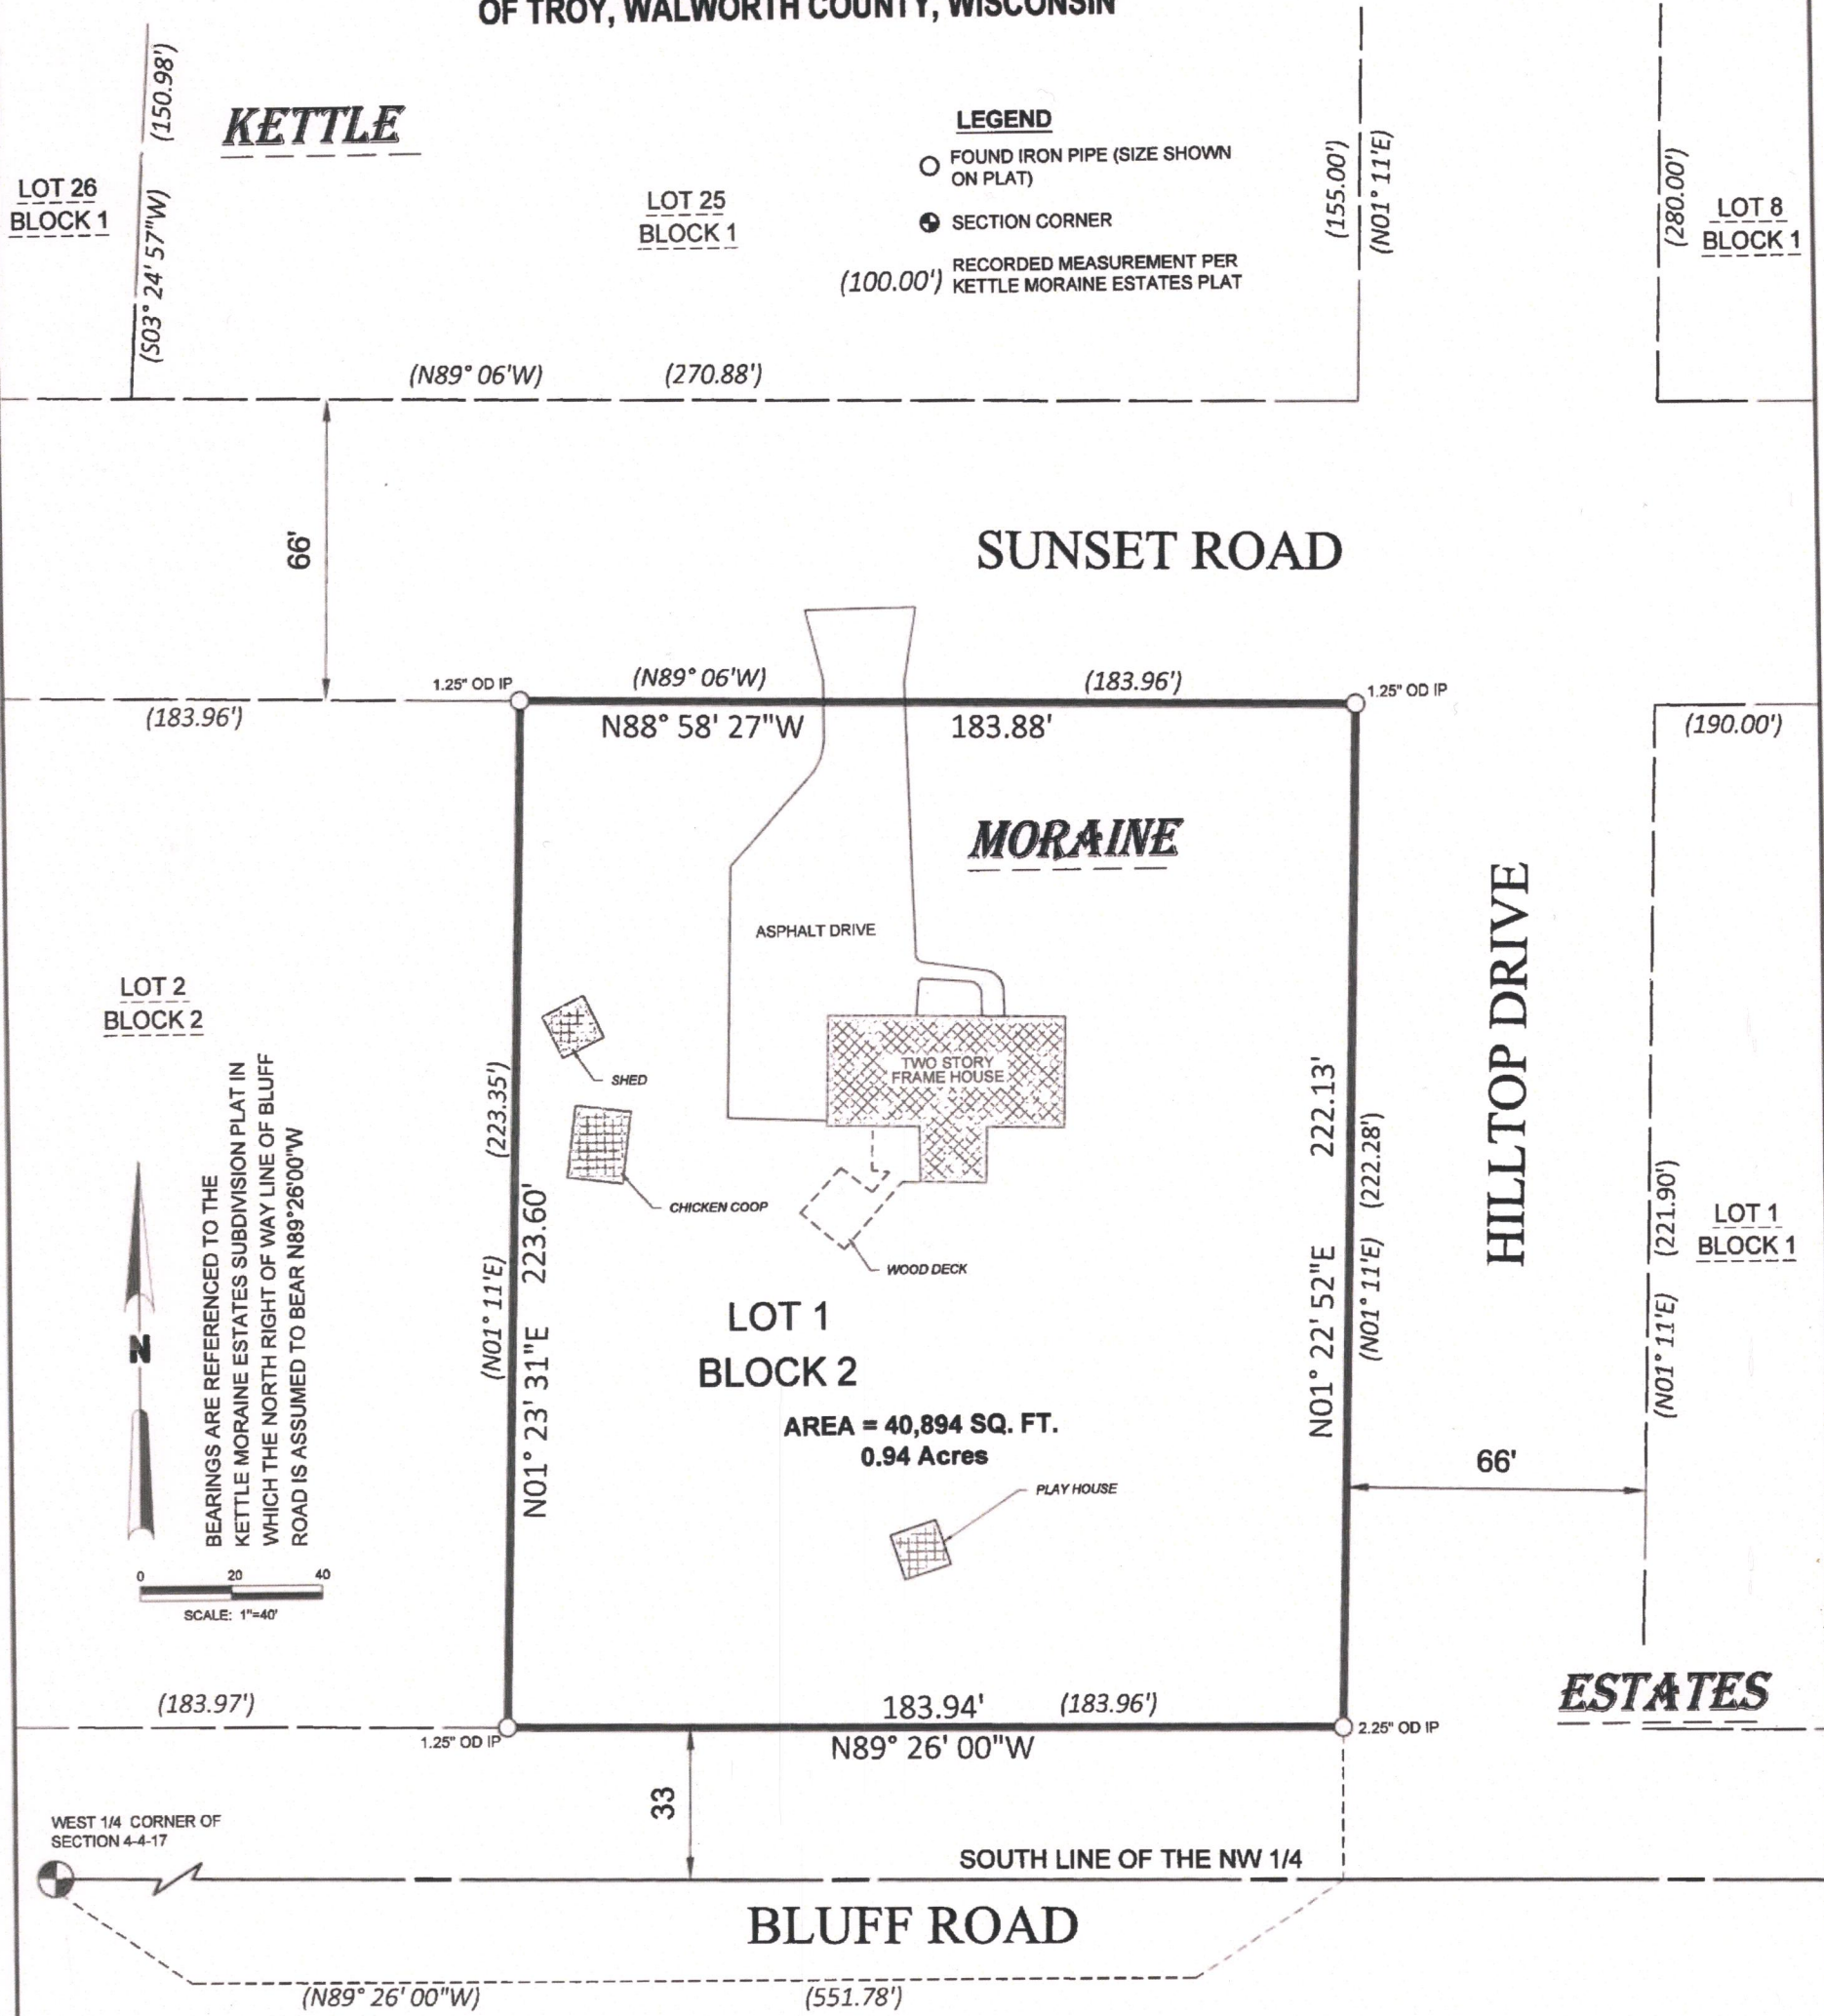 OF TROY, WALWORTH COUNTY, WISCONSIN
(150.98')
(S03° 24' 57"W)
KETTLE
LOT 26
BLOCK 1
LOT 25
BLOCK 1
LEGEND
FOUND IRON PIPE (SIZE SHOWN
ON PLAT)
SECTION CORNER
(100.00')
RECORDED MEASUREMENT PER
KETTLE MORAINE ESTATES PLAT
(155.00')
(N01° 11'E)
(280.00')
LOT 8
BLOCK 1
(N89° 06'W) (270.88')
66'
SUNSET ROAD
1.25" OD IP
(N89° 06'W) (183.96')
1.25" OD IP
(183.96')
N88° 58' 27"W 183.88'
(190.00')
MORAINE
ASPHALT DRIVE
LOT 2
BLOCK 2
SHED
TWO STORY
FRAME HOUSE
CHICKEN COOP
WOOD DECK
(N01° 11'E) (223.35')
N01° 23' 31"E 223.60'
N01° 22' 52"E 222.13'
(N01° 11'E) (222.28')
HILLTOP DRIVE
(N01° 11'E) (221.90')
LOT 1
BLOCK 1
BEARINGS ARE REFERENCED TO THE
KETTLE MORAINE ESTATES SUBDIVISION PLAT IN
WHICH THE NORTH RIGHT OF WAY LINE OF BLUFF
ROAD IS ASSUMED TO BEAR N89°26'00"W
N
LOT 1
BLOCK 2
AREA = 40,894 SQ. FT.
0.94 Acres
66'
PLAY HOUSE
0 20 40
SCALE: 1"=40'
ESTATES
(183.97')
183.94' (183.96')
1.25" OD IP
2.25" OD IP
N89° 26' 00"W
33
WEST 1/4 CORNER OF
SECTION 4-4-17
SOUTH LINE OF THE NW 1/4
BLUFF ROAD
(N89° 26' 00"W) (551.78')